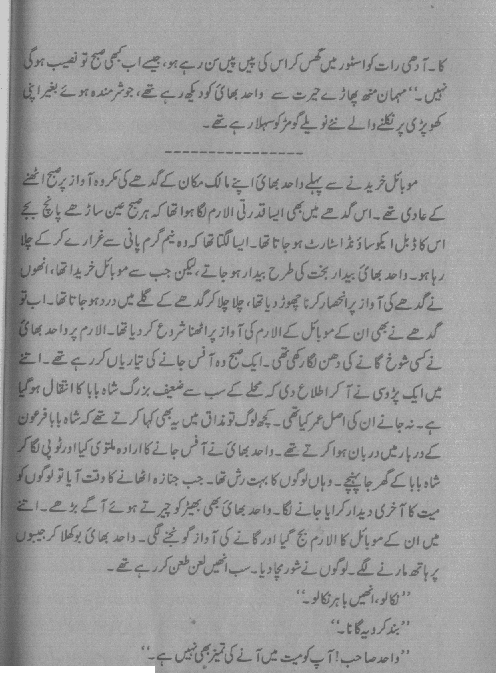 کا۔ آدھی رات کو اسٹور میں گھس کر اس کی پیں پیں سن رہے ہو، جیسے اب کبھی صبح تو نصیب ہوگی
نہیں۔‘‘ مہمان منھ پھاڑے حیرت سے واحد بھائی کو دیکھ رہے تھے، جو شرمندہ ہوئے بغیر اپنی
کھوپڑی پر نکلنے والے نئے نویلے گومڑ کو سہلا رہے تھے۔
----------------
موبائل خریدنے سے پہلے واحد بھائی اپنے مالک مکان کے گدھے کی مکروہ آواز پر صبح اٹھنے
کے عادی تھے۔ اس گدھے میں بھی ایسا قدرتی الارم لگا ہوا تھا کہ ہر صبح عین ساڑھے پانچ بجے
اس کا ڈبل ایکو ساؤنڈ اسٹارٹ ہو جاتا تھا۔ ایسا لگتا تھا کہ وہ نیم گرم پانی سے غرارے کر کے چلا
رہا ہو۔ واحد بھائی بیدار بخت کی طرح بیدار ہو جاتے، لیکن جب سے موبائل خریدا تھا، انھوں
نے گدھے کی آواز پر انحصار کرنا چھوڑ دیا تھا، چلا چلا کر گدھے کے گلے میں درد ہو جاتا تھا۔ اب تو
گدھے نے بھی ان کے موبائل کے الارم کی آواز پر اٹھنا شروع کر دیا تھا۔ الارم پر واحد بھائی
نے کسی شوخ گانے کی دھن لگا رکھی تھی۔ ایک صبح وہ آفس جانے کی تیاریاں کر رہے تھے۔ اتنے
میں ایک پڑوسی نے آ کر اطلاع دی کہ محلے کے سب سے ضعیف بزرگ شاہ بابا کا انتقال ہو گیا
ہے۔ نہ جانے ان کی اصل عمر کیا تھی۔ کچھ لوگ تو مذاق میں یہ بھی کہا کرتے تھے کہ شاہ بابا فرعون
کے دربار میں دربان ہوا کرتے تھے۔ واحد بھائی نے آفس جانے کا ارادہ ملتوی کیا اور ٹوپی لگا کر
شاہ بابا کے گھر جا پہنچے۔ وہاں لوگوں کا بہت رش تھا۔ جب جنازہ اٹھانے کا وقت آیا تو لوگوں کو
میت کا آخری دیدار کرایا جانے لگا۔ واحد بھائی بھی بھیڑ کو چیرتے ہوئے آگے بڑھے۔ اتنے
میں ان کے موبائل کا الارم بج گیا اور گانے کی آواز گونجنے لگی۔ واحد بھائی بوکھلا کر جیبوں
پر ہاتھ مارنے لگے۔ لوگوں نے شور مچا دیا۔ سب انھیں لعن طعن کر رہے تھے۔
’’نکالو، انھیں باہر نکالو۔‘‘
’’بند کرو یہ گانا۔‘‘
’’واحد صاحب! آپ کو میت میں آنے کی تمیز بھی نہیں ہے۔‘‘